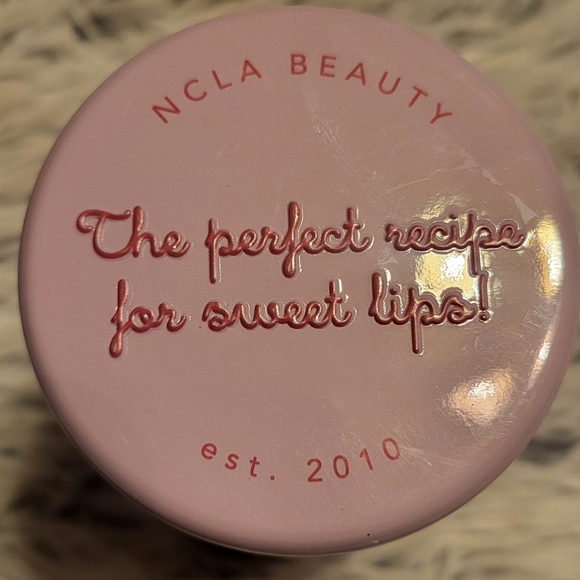 NCLA BEAUTY
The perfect recipe
for sweet lips!
est. 2010